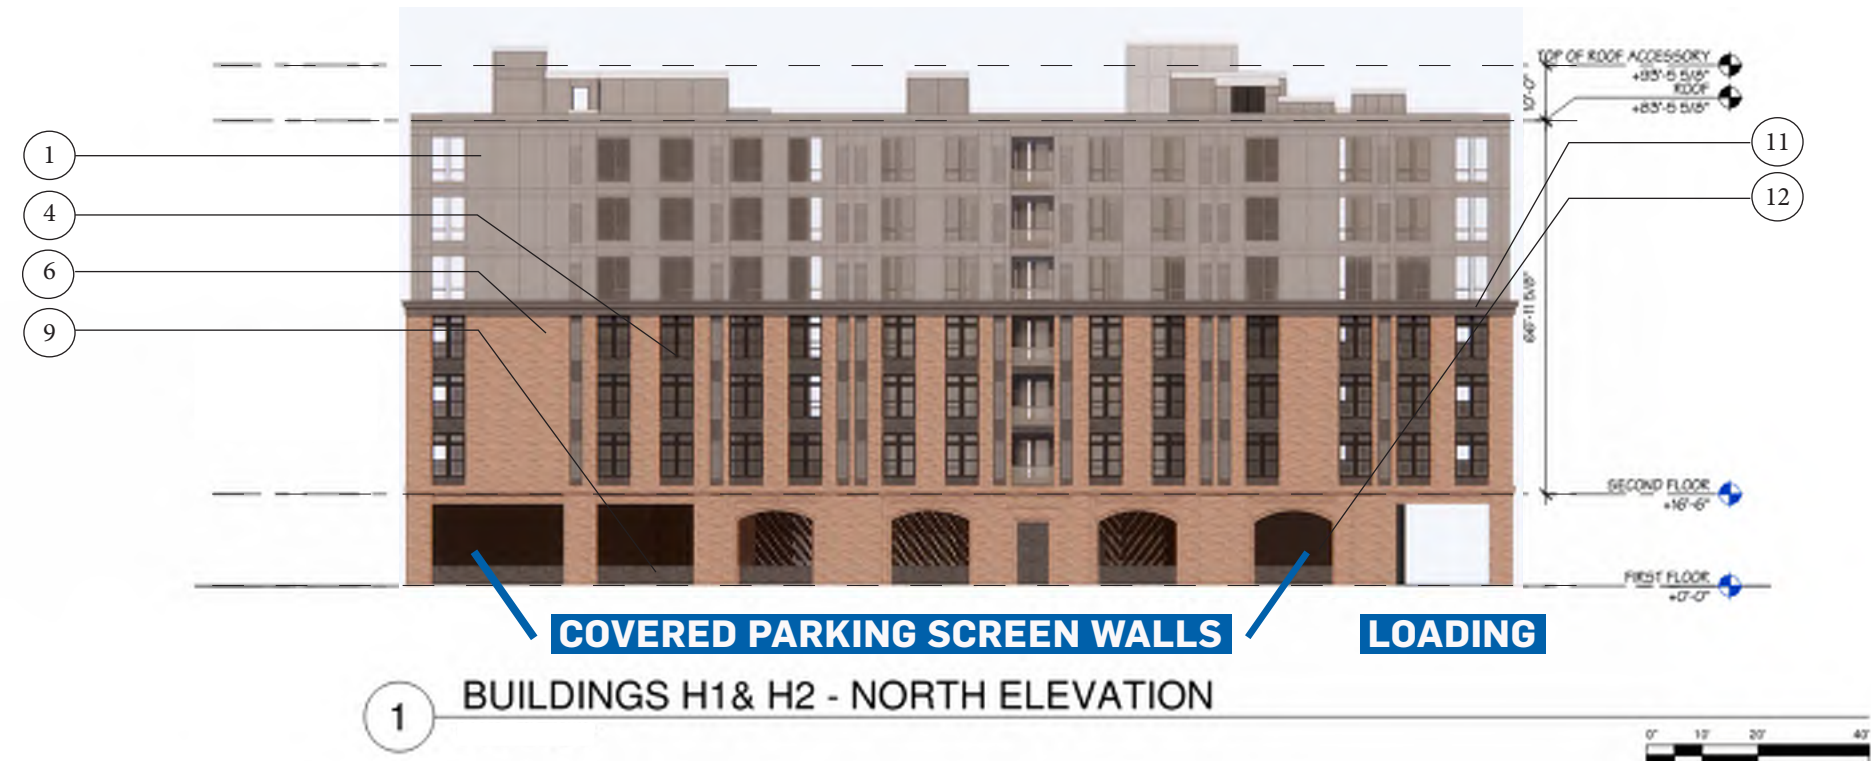 TOP OF ROOF ACCESSORY
+93'-5 5/8"
ROOF
+83'-5 5/8"
10'-0"
1
11
4
12
6
9
66'-11 5/8"
SECOND FLOOR
+16'-6"
FIRST FLOOR
+0'-0"
COVERED PARKING SCREEN WALLS
LOADING
1
BUILDINGS H1& H2 - NORTH ELEVATION
0" 10' 20' 40'